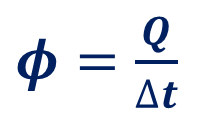 ϕ = Q / Δt